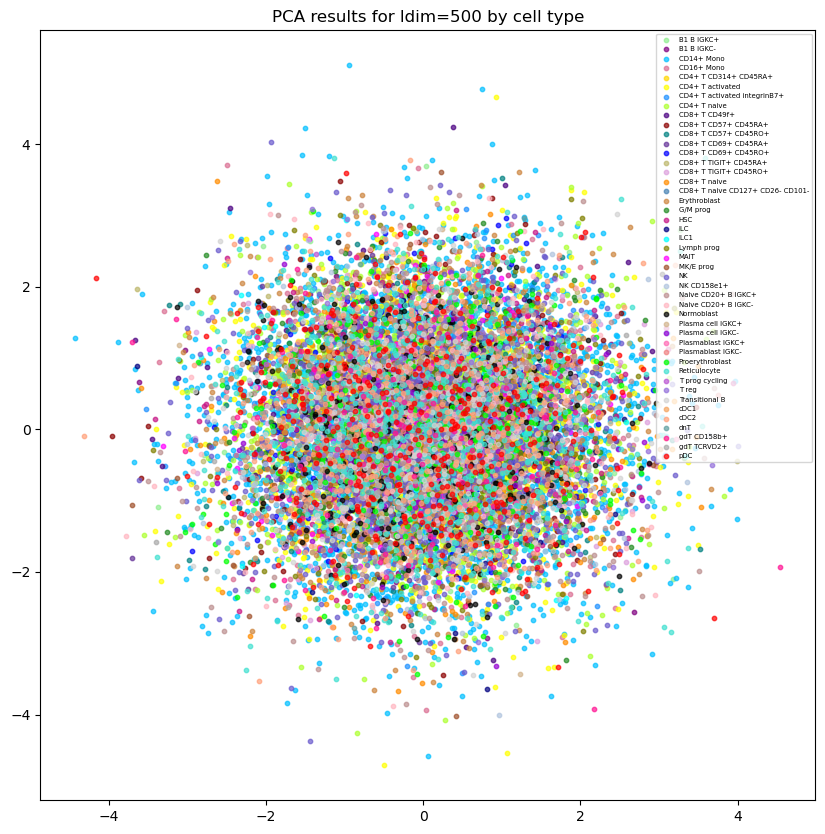 PCA results for ldim=500 by cell type
B1 B IGKC+
B1 B IGKC-
CD14+ Mono
CD16+ Mono
CD4+ T CD314+ CD45RA+
CD4+ T activated
CD4+ T activated integrinB7+
CD4+ T naive
CD8+ T CD49f+
CD8+ T CD57+ CD45RA+
CD8+ T CD57+ CD45RO+
CD8+ T CD69+ CD45RA+
CD8+ T CD69+ CD45RO+
CD8+ T TIGIT+ CD45RA+
CD8+ T TIGIT+ CD45RO+
CD8+ T naive
CD8+ T naive CD127+ CD26- CD101-
Erythroblast
G/M prog
HSC
ILC
ILC1
Lymph prog
MAIT
MK/E prog
NK
NK CD158e1+
Naive CD20+ B IGKC+
Naive CD20+ B IGKC-
Normoblast
Plasma cell IGKC+
Plasma cell IGKC-
Plasmablast IGKC+
Plasmablast IGKC-
Proerythroblast
Reticulocyte
T prog cycling
T reg
Transitional B
cDC1
cDC2
dnT
gdT CD158b+
gdT TCRVD2+
pDC
4
2
0
−2
−4
−4 −2 0 2 4